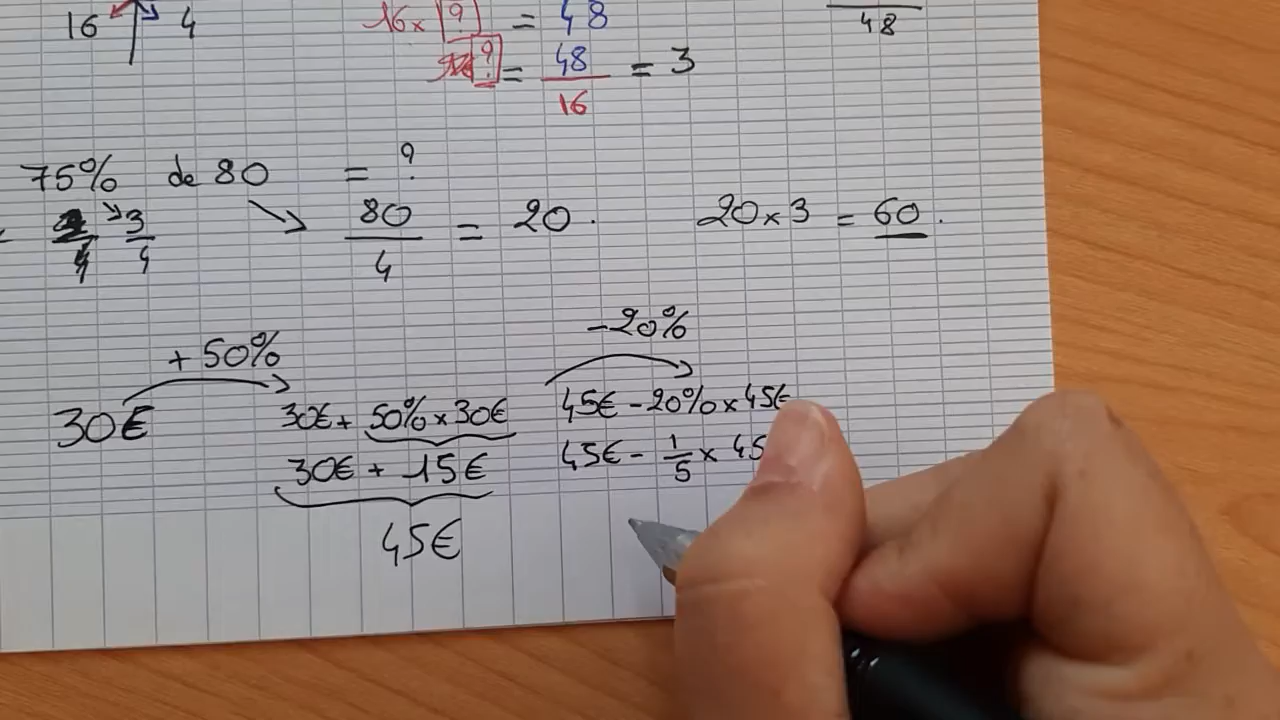 16 4
16 × ? = 48
? = 48/16 = 3
48
75% de 80 = ?
3/4
80/4 = 20.
20 × 3 = 60.
+ 50%
30€
30€ + 50% × 30€
30€ + 15€
45€
-20%
45€ - 20% × 45€
45€ - 1/5 × 45